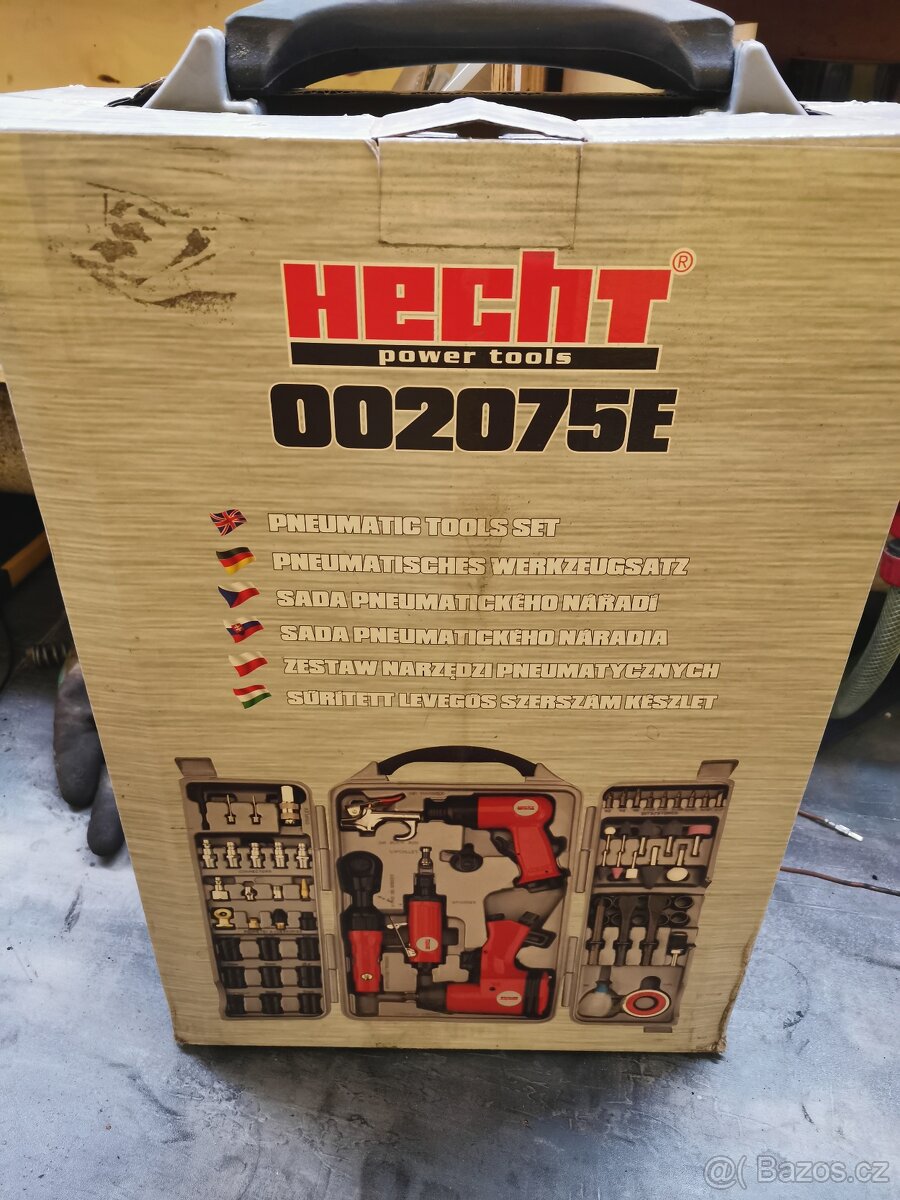 HECHT®
power tools
002075E
PNEUMATIC TOOLS SET
PNEUMATISCHES WERKZEUGSATZ
SADA PNEUMATICKÉHO NÁŘADÍ
SADA PNEUMATICKÉHO NÁRADIA
ZESTAW NARZĘDZI PNEUMATYCZNYCH
SŰRÍTETT LEVEGŐS SZERSZÁM KÉSZLET
@( Bazos.cz